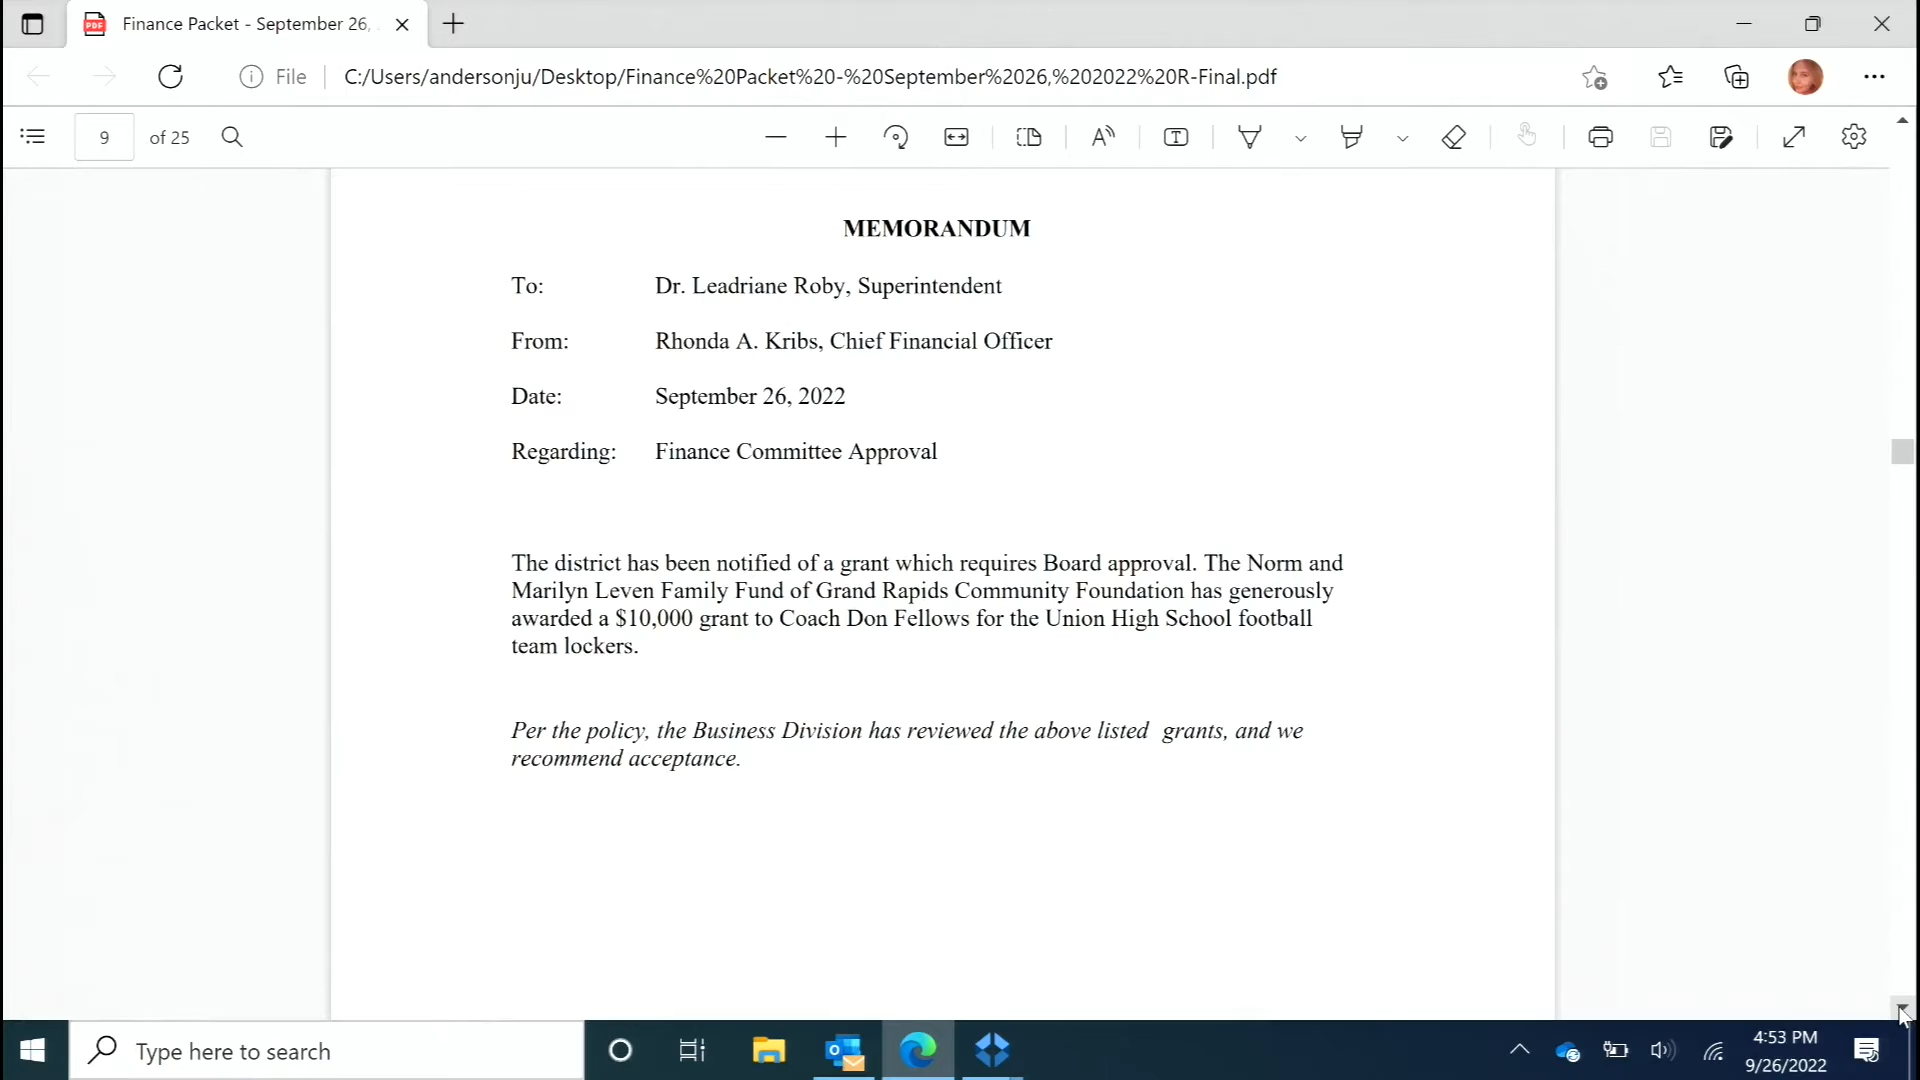 Finance Packet - September 26,
File
C:/Users/andersonju/Desktop/Finance%20Packet%20-%20September%2026,%202022%20R-Final.pdf
9 of 25
MEMORANDUM
To: Dr. Leadriane Roby, Superintendent
From: Rhonda A. Kribs, Chief Financial Officer
Date: September 26, 2022
Regarding: Finance Committee Approval
The district has been notified of a grant which requires Board approval. The Norm and
Marilyn Leven Family Fund of Grand Rapids Community Foundation has generously
awarded a $10,000 grant to Coach Don Fellows for the Union High School football
team lockers.
Per the policy, the Business Division has reviewed the above listed  grants, and we
recommend acceptance.
Type here to search
4:53 PM
9/26/2022